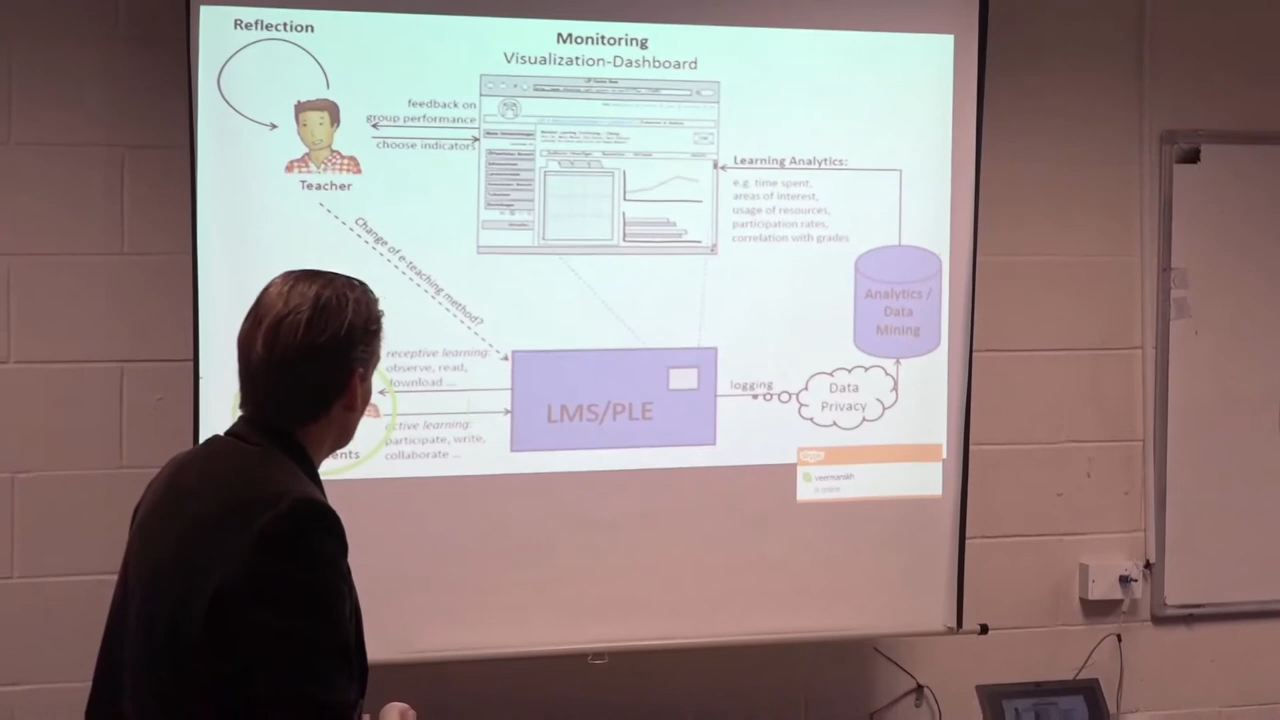 Reflection
Monitoring
Visualization-Dashboard
feedback on
group performance
choose indicators
Teacher
Learning Analytics:
e.g. time spent,
areas of interest,
usage of resources,
participation rates,
correlation with grades
Change of e-teaching method?
Analytics /
Data
Mining
receptive learning:
observe, read,
download ...
LMS/PLE
logging
Data
Privacy
active learning:
participate, write,
collaborate ...
ents
is online